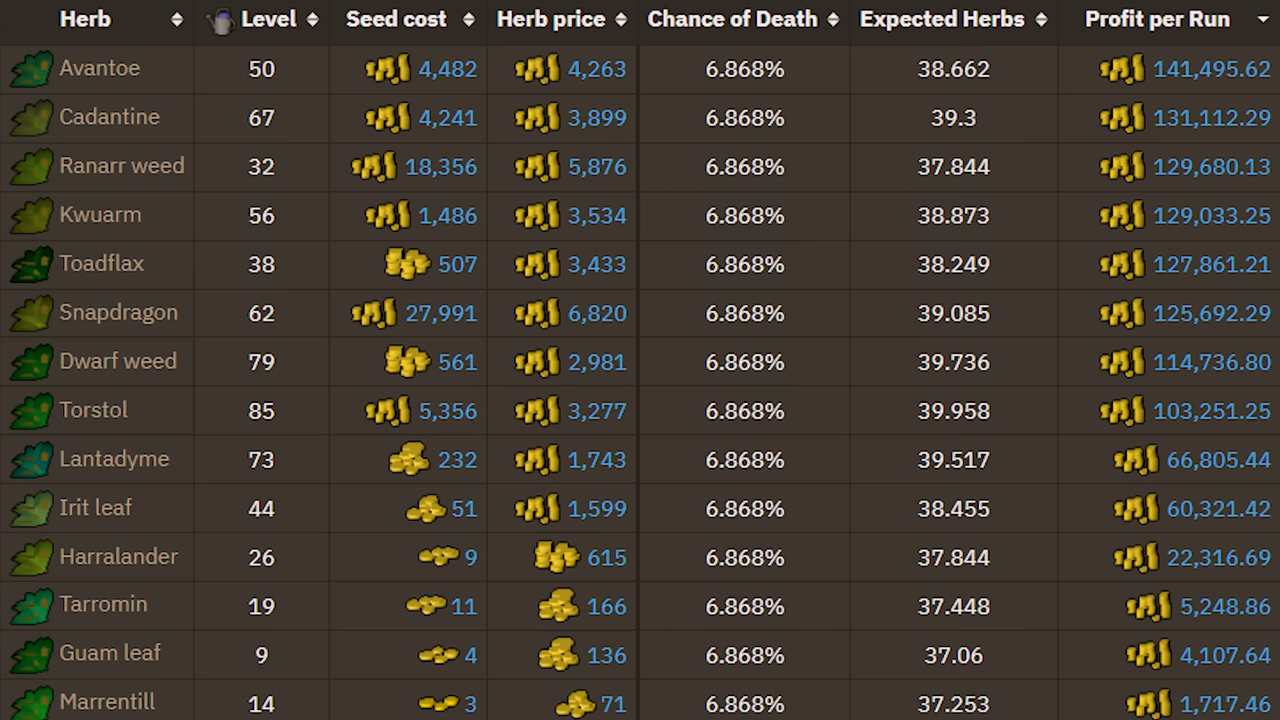 Herb Level Seed cost Herb price Chance of Death Expected Herbs Profit per Run
Avantoe 50 4,482 4,263 6.868% 38.662 141,495.62
Cadantine 67 4,241 3,899 6.868% 39.3 131,112.29
Ranarr weed 32 18,356 5,876 6.868% 37.844 129,680.13
Kwuarm 56 1,486 3,534 6.868% 38.873 129,033.25
Toadflax 38 507 3,433 6.868% 38.249 127,861.21
Snapdragon 62 27,991 6,820 6.868% 39.085 125,692.29
Dwarf weed 79 561 2,981 6.868% 39.736 114,736.80
Torstol 85 5,356 3,277 6.868% 39.958 103,251.25
Lantadyme 73 232 1,743 6.868% 39.517 66,805.44
Irit leaf 44 51 1,599 6.868% 38.455 60,321.42
Harralander 26 9 615 6.868% 37.844 22,316.69
Tarromin 19 11 166 6.868% 37.448 5,248.86
Guam leaf 9 4 136 6.868% 37.06 4,107.64
Marrentill 14 3 71 6.868% 37.253 1,717.46